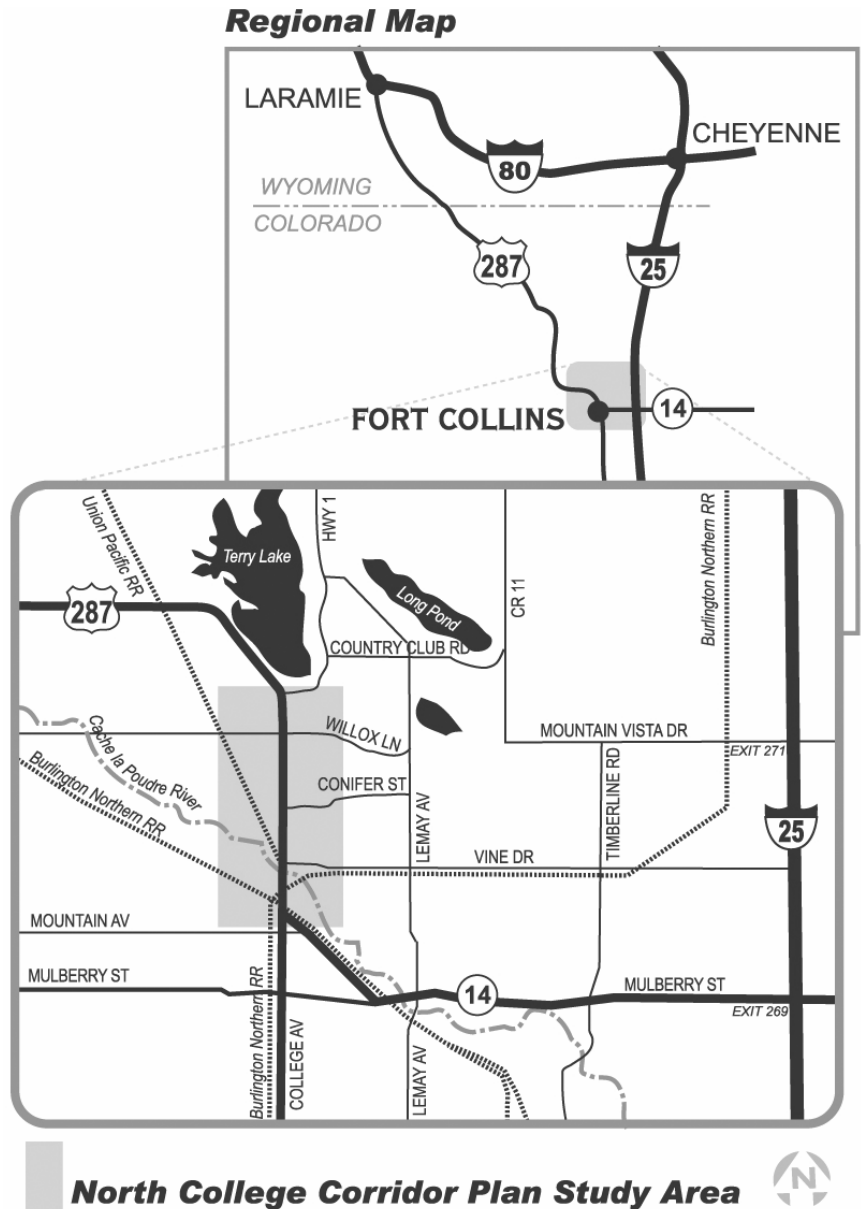 Regional Map
LARAMIE
CHEYENNE
80
WYOMING
COLORADO
287
25
FORT COLLINS
14
Union Pacific RR
Terry Lake
HWY 1
Long Pond
CR 11
Burlington Northern RR
287
COUNTRY CLUB RD
WILLOX LN
MOUNTAIN VISTA DR
EXIT 271
Cache la Poudre River
Burlington Northern RR
CONIFER ST
LEMAY AV
TIMBERLINE RD
25
VINE DR
MOUNTAIN AV
MULBERRY ST
14
MULBERRY ST
EXIT 269
Burlington Northern RR
COLLEGE AV
LEMAY AV
North College Corridor Plan Study Area
N